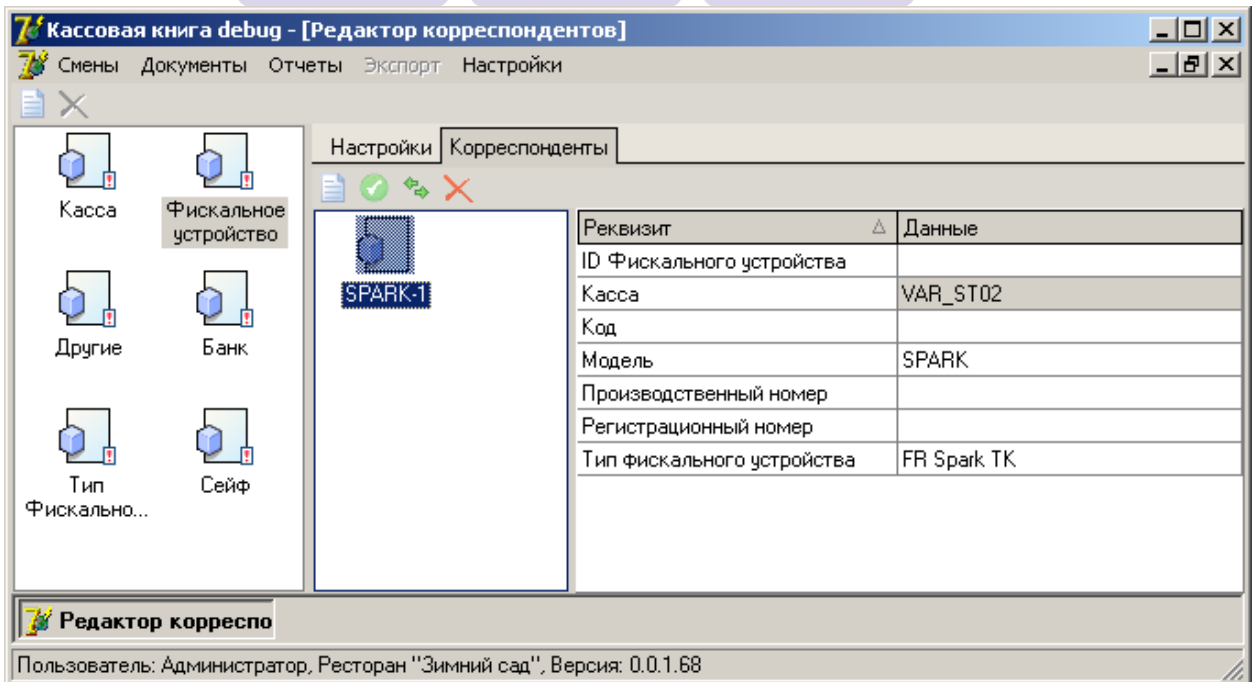 Кассовая книга debug - [Редактор корреспондентов]
Смены Документы Отчеты Экспорт Настройки
Настройки Корреспонденты
Касса
Фискальное
устройство
Другие
Банк
Тип
Фискально...
Сейф
SPARK-1
Реквизит Данные
ID Фискального устройства
Касса VAR_ST02
Код
Модель SPARK
Производственный номер
Регистрационный номер
Тип фискального устройства FR Spark TK
Редактор корреспо
Пользователь: Администратор, Ресторан "Зимний сад", Версия: 0.0.1.68